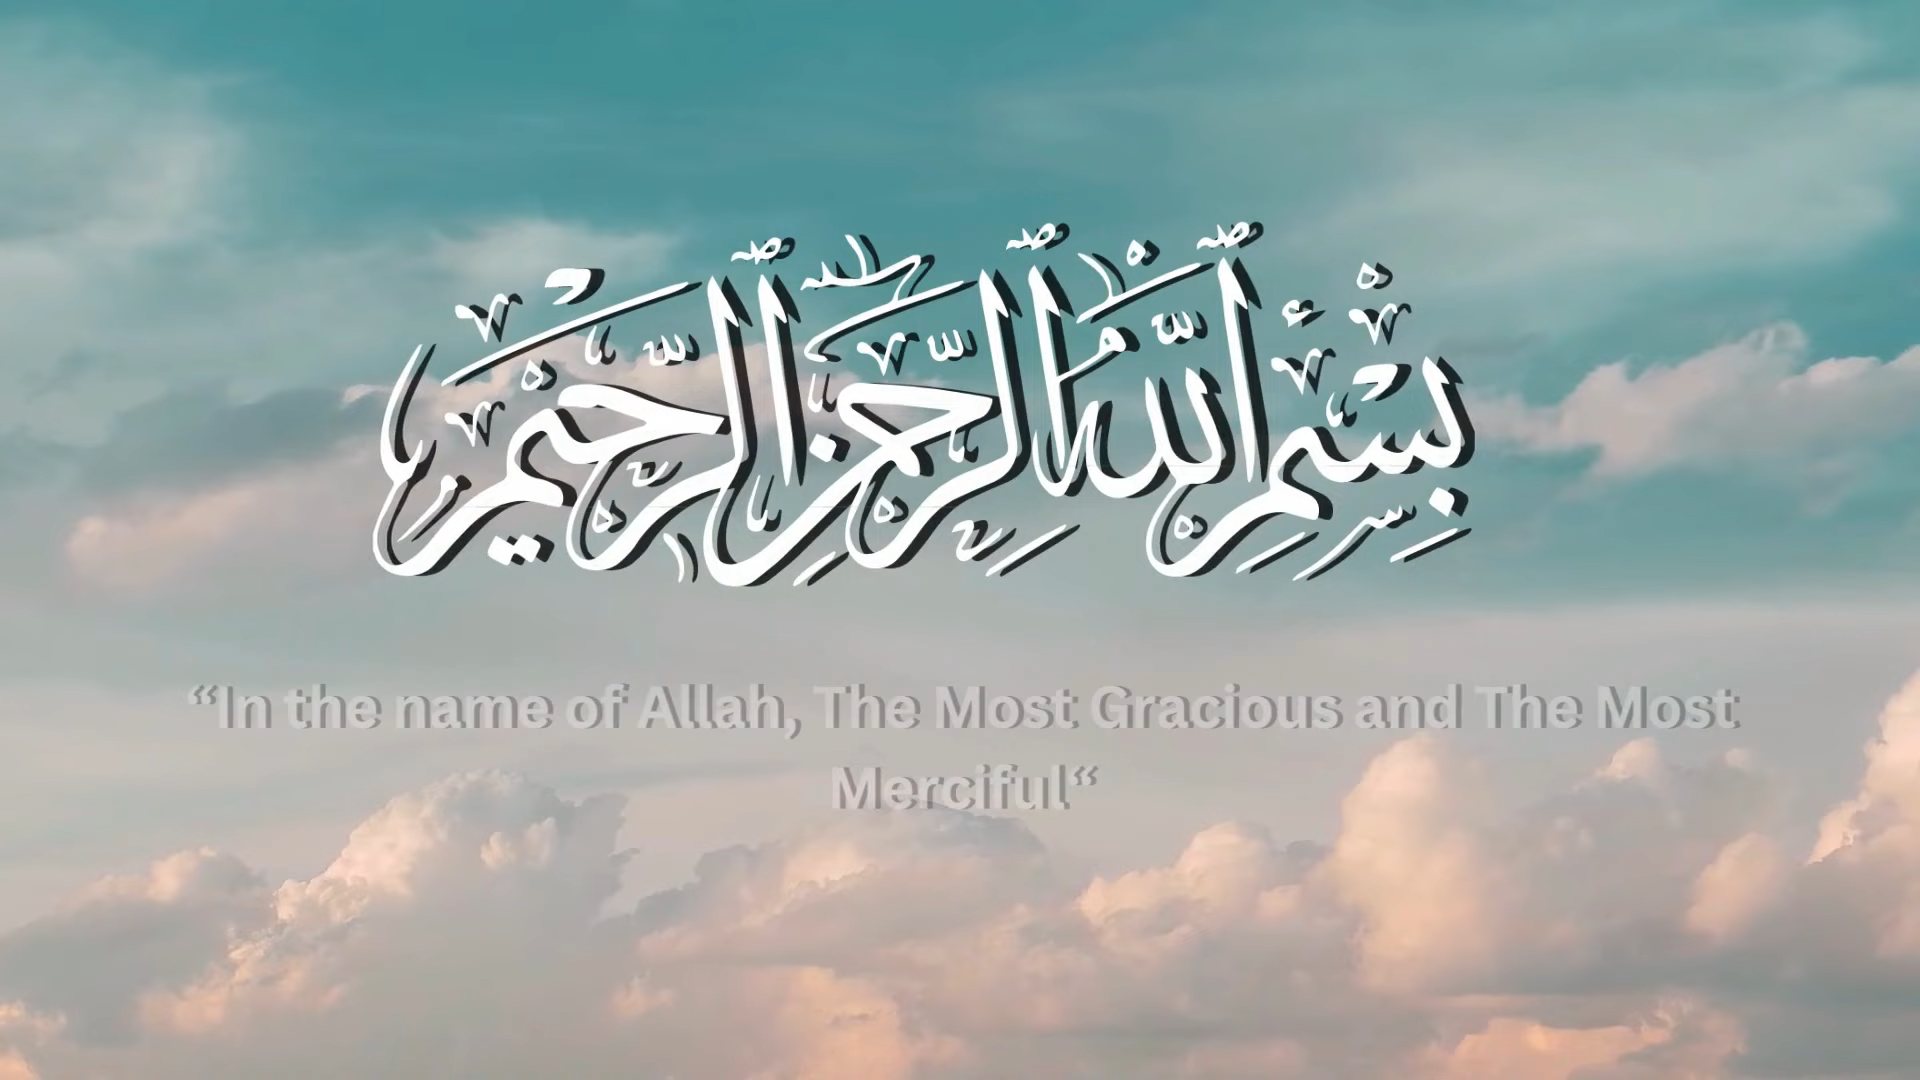 بِسْمِ ٱللَّٰهِ ٱلرَّحْمَٰنِ ٱلرَّحِيمِ
“In the name of Allah, The Most Gracious and The Most
Merciful“